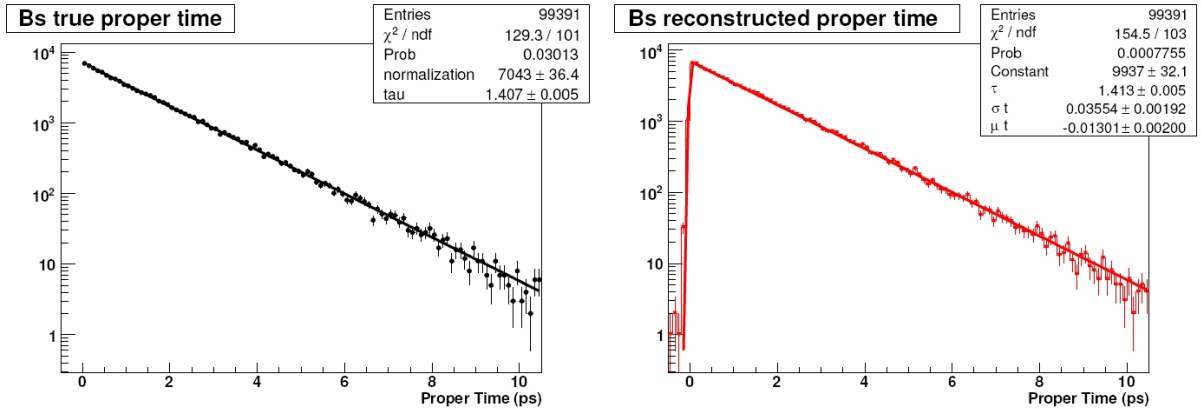 Bs true proper time
Entries 99391
χ² / ndf 129.3 / 101
Prob 0.03013
normalization 7043 ± 36.4
tau 1.407 ± 0.005
10⁴
10³
10²
10
1
0 2 4 6 8 10
Proper Time (ps)
Bs reconstructed proper time
Entries 99391
χ² / ndf 154.5 / 103
Prob 0.0007755
Constant 9937 ± 32.1
τ 1.413 ± 0.005
σ t 0.03554 ± 0.00192
μ t -0.01301 ± 0.00200
10⁴
10³
10²
10
1
0 2 4 6 8 10
Proper Time (ps)